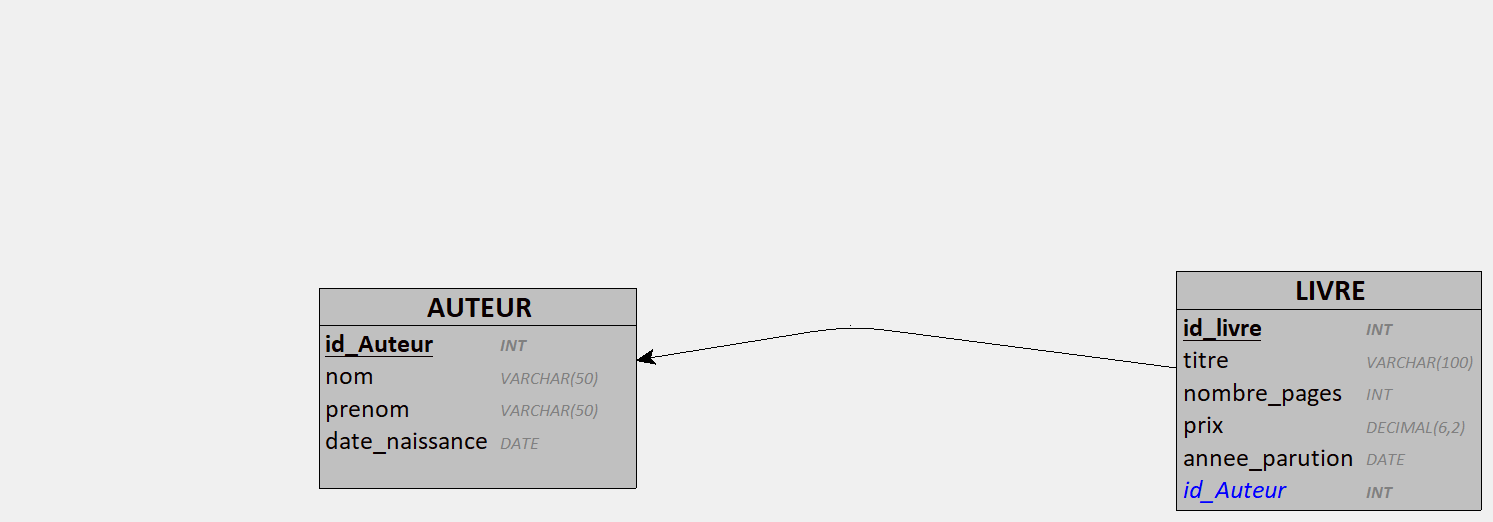 AUTEUR
id_Auteur INT
nom VARCHAR(50)
prenom VARCHAR(50)
date_naissance DATE
LIVRE
id_livre INT
titre VARCHAR(100)
nombre_pages INT
prix DECIMAL(6,2)
annee_parution DATE
id_Auteur INT